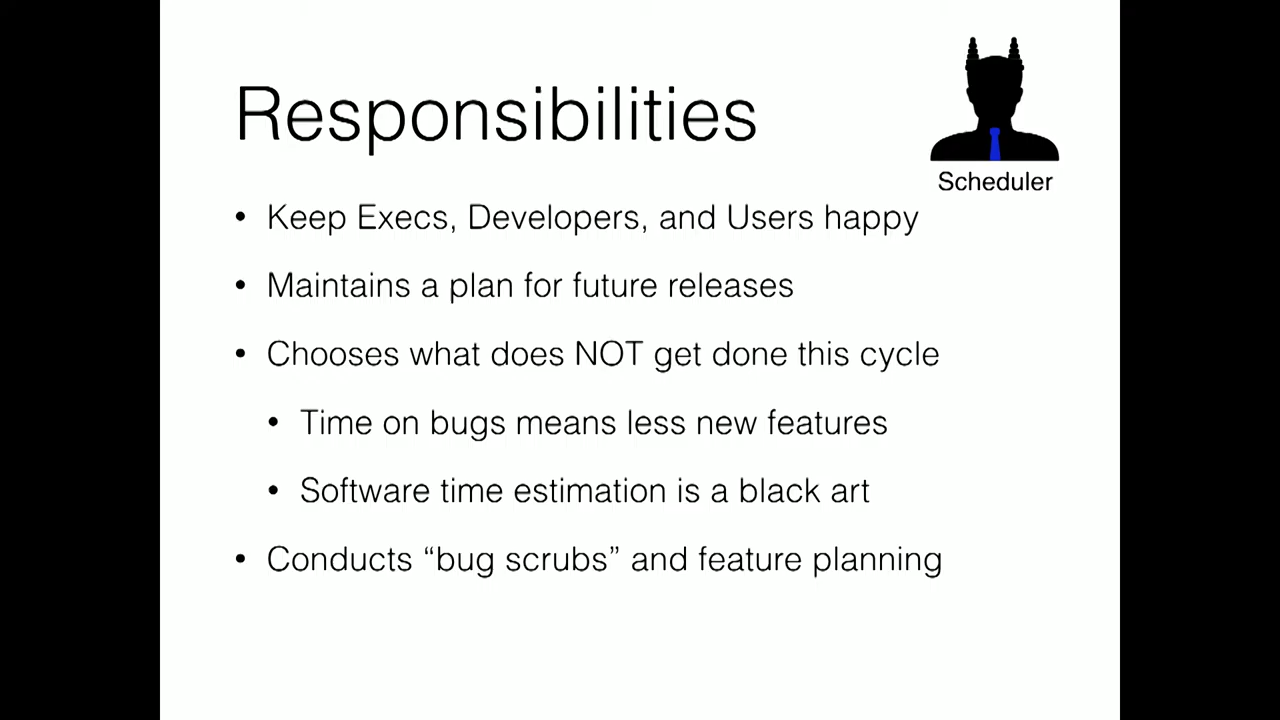 Responsibilities
Scheduler
• Keep Execs, Developers, and Users happy
• Maintains a plan for future releases
• Chooses what does NOT get done this cycle
• Time on bugs means less new features
• Software time estimation is a black art
• Conducts “bug scrubs” and feature planning